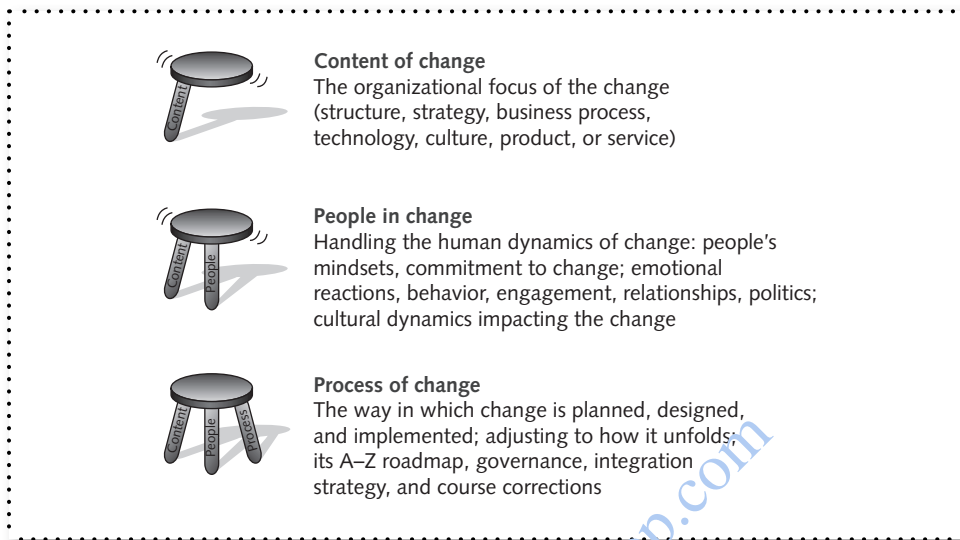 Content
Content of change
The organizational focus of the change
(structure, strategy, business process,
technology, culture, product, or service)
Content
People
People in change
Handling the human dynamics of change: people's
mindsets, commitment to change; emotional
reactions, behavior, engagement, relationships, politics;
cultural dynamics impacting the change
Content
People
Process
Process of change
The way in which change is planned, designed,
and implemented; adjusting to how it unfolds;
its A–Z roadmap, governance, integration
strategy, and course corrections
p.com